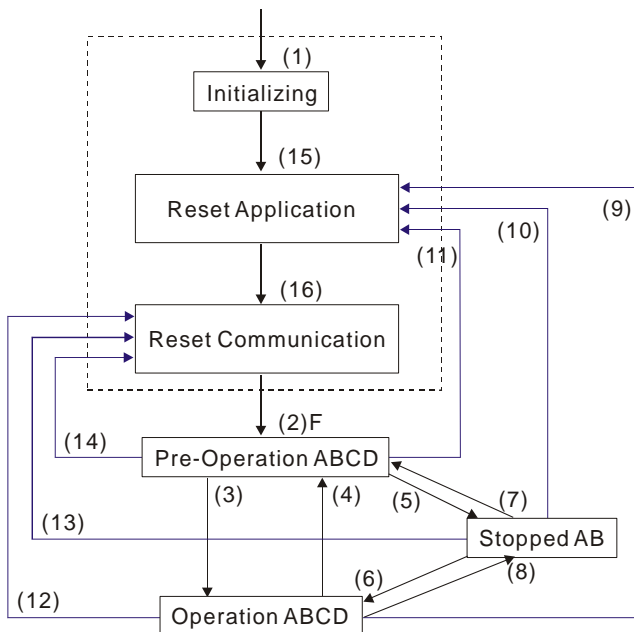 (1)
Initializing
(15)
Reset Application
(9)
(10)
(11)
(16)
Reset Communication
(2)F
(14)
Pre-Operation ABCD
(3)
(4)
(5)
(7)
(13)
Stopped AB
(6)
(8)
(12)
Operation ABCD